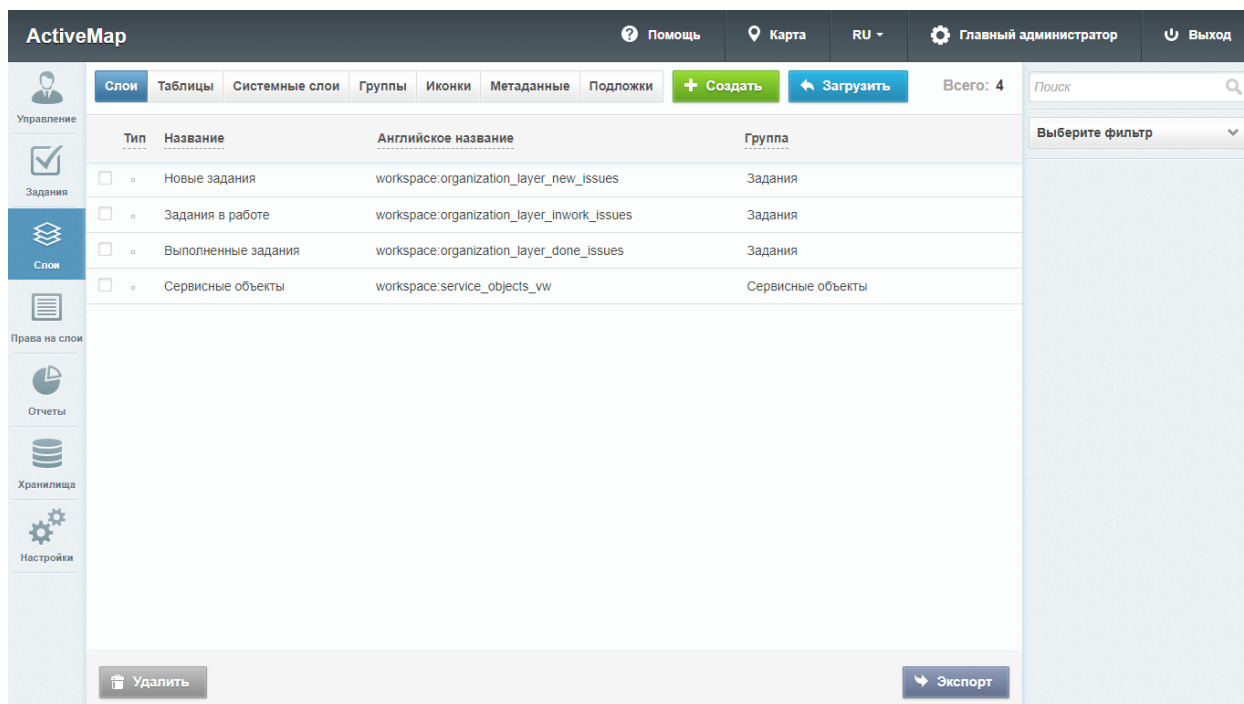 ActiveMap Помощь Карта RU Главный администратор Выход
Управление
Задания
Слои
Права на слои
Отчеты
Хранилища
Настройки
Слои Таблицы Системные слои Группы Иконки Метаданные Подложки Создать Загрузить Всего: 4
Тип Название Английское название Группа
Новые задания workspace:organization_layer_new_issues Задания
Задания в работе workspace:organization_layer_inwork_issues Задания
Выполненные задания workspace:organization_layer_done_issues Задания
Сервисные объекты workspace:service_objects_vw Сервисные объекты
Удалить Экспорт
Поиск
Выберите фильтр